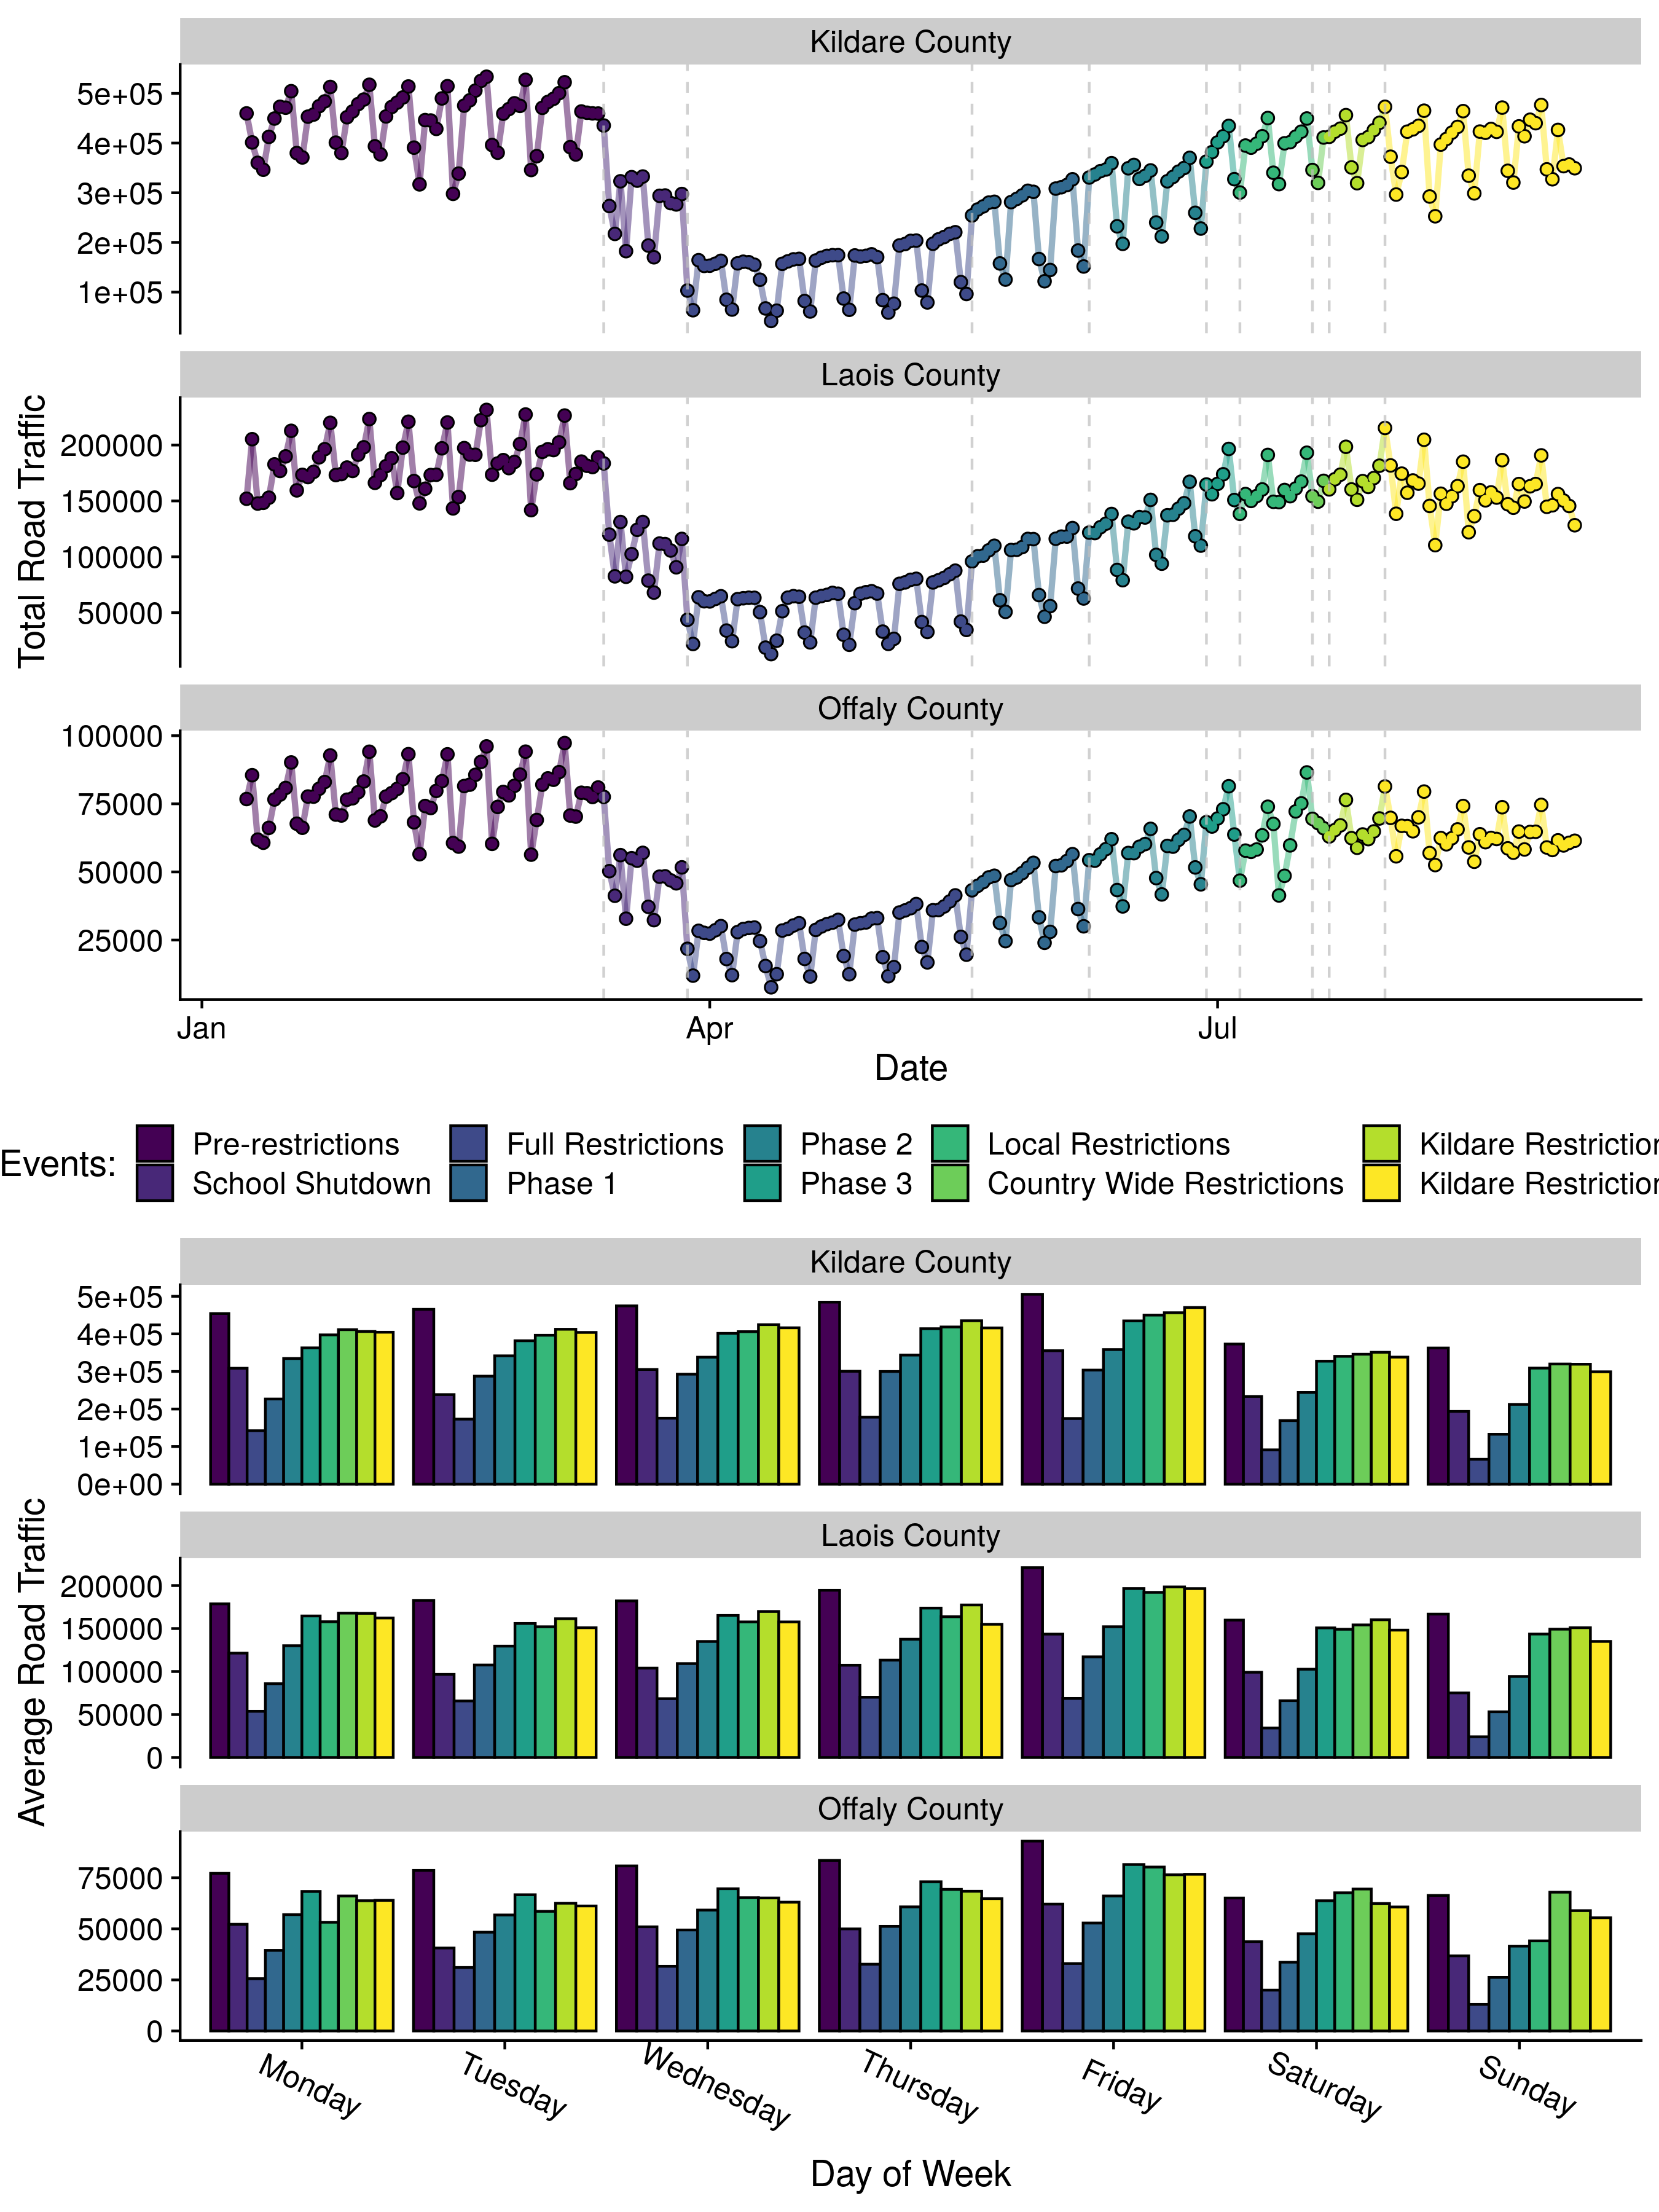 Kildare County
5e+05
4e+05
3e+05
2e+05
1e+05
Laois County
200000
150000
100000
50000
Total Road Traffic
Offaly County
100000
75000
50000
25000
Jan Apr Jul
Date
Events:
Pre-restrictions Full Restrictions Phase 2 Local Restrictions Kildare Restriction
School Shutdown Phase 1 Phase 3 Country Wide Restrictions Kildare Restriction
Kildare County
5e+05
4e+05
3e+05
2e+05
1e+05
0e+00
Laois County
200000
150000
100000
50000
0
Average Road Traffic
Offaly County
75000
50000
25000
0
Monday Tuesday Wednesday Thursday Friday Saturday Sunday
Day of Week